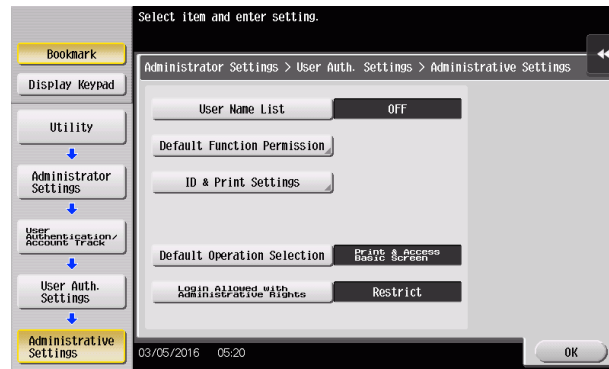 Select item and enter setting.
Bookmark
Display Keypad
Utility
Administrator
Settings
User
Authentication/
Account Track
User Auth.
Settings
Administrative
Settings
Administrator Settings > User Auth. Settings > Administrative Settings
User Name List
OFF
Default Function Permission
ID & Print Settings
Default Operation Selection
Print & Access
Basic Screen
Login Allowed with
Administrative Rights
Restrict
03/05/2016 05:20
OK